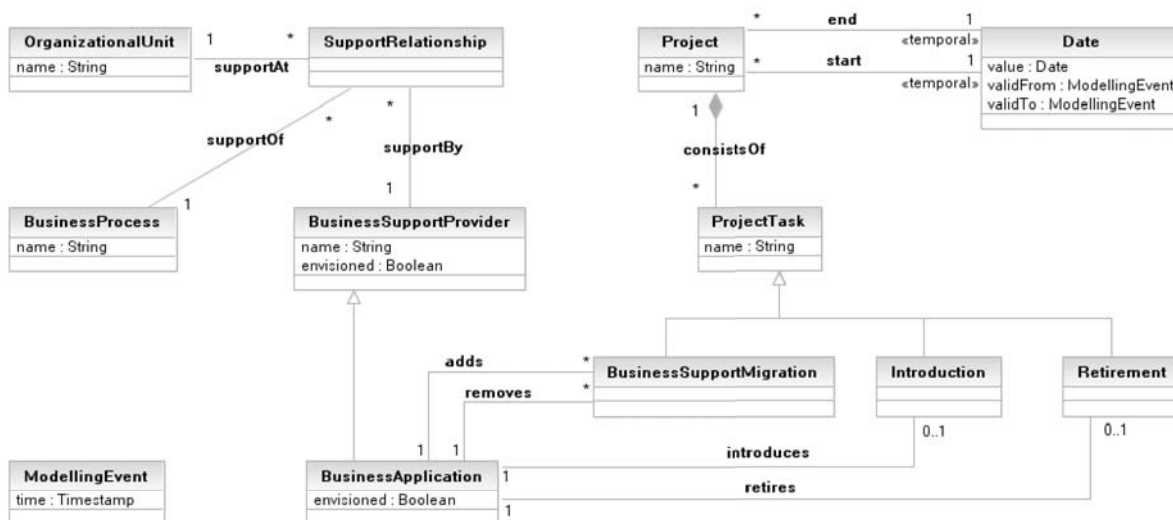 OrganizationalUnit
name : String
1
*
supportAt
SupportRelationship
*
*
supportOf
supportBy
1
1
BusinessProcess
name : String
BusinessSupportProvider
name : String
envisioned : Boolean
Project
name : String
*
end
1
«temporal»
*
start
1
«temporal»
Date
value : Date
validFrom : ModellingEvent
validTo : ModellingEvent
1
consistsOf
*
ProjectTask
name : String
adds
*
removes
*
BusinessSupportMigration
Introduction
Retirement
1
1
0..1
0..1
introduces
1
retires
1
ModellingEvent
time : Timestamp
BusinessApplication
envisioned : Boolean